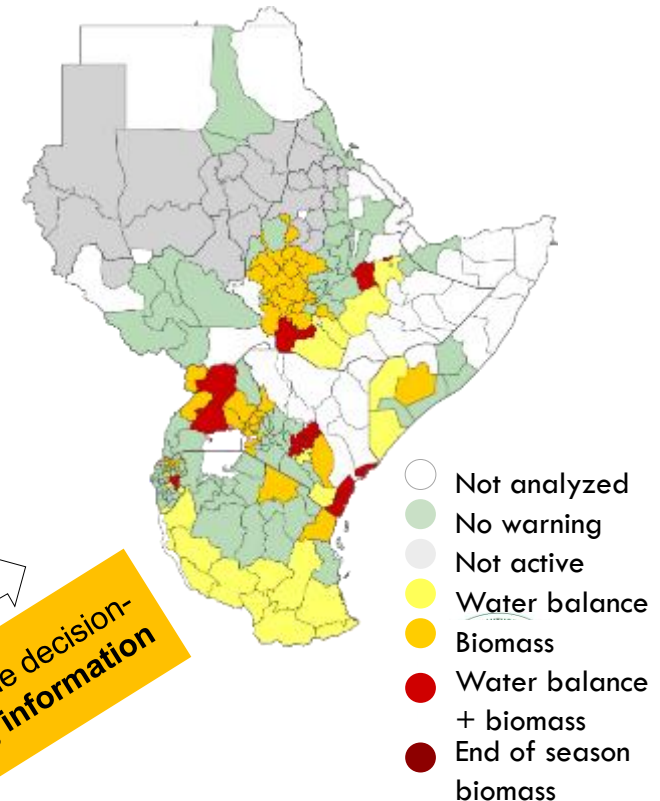 Not analyzed
No warning
Not active
Water balance
Biomass
Water balance
+ biomass
End of season
biomass
e decision-
information